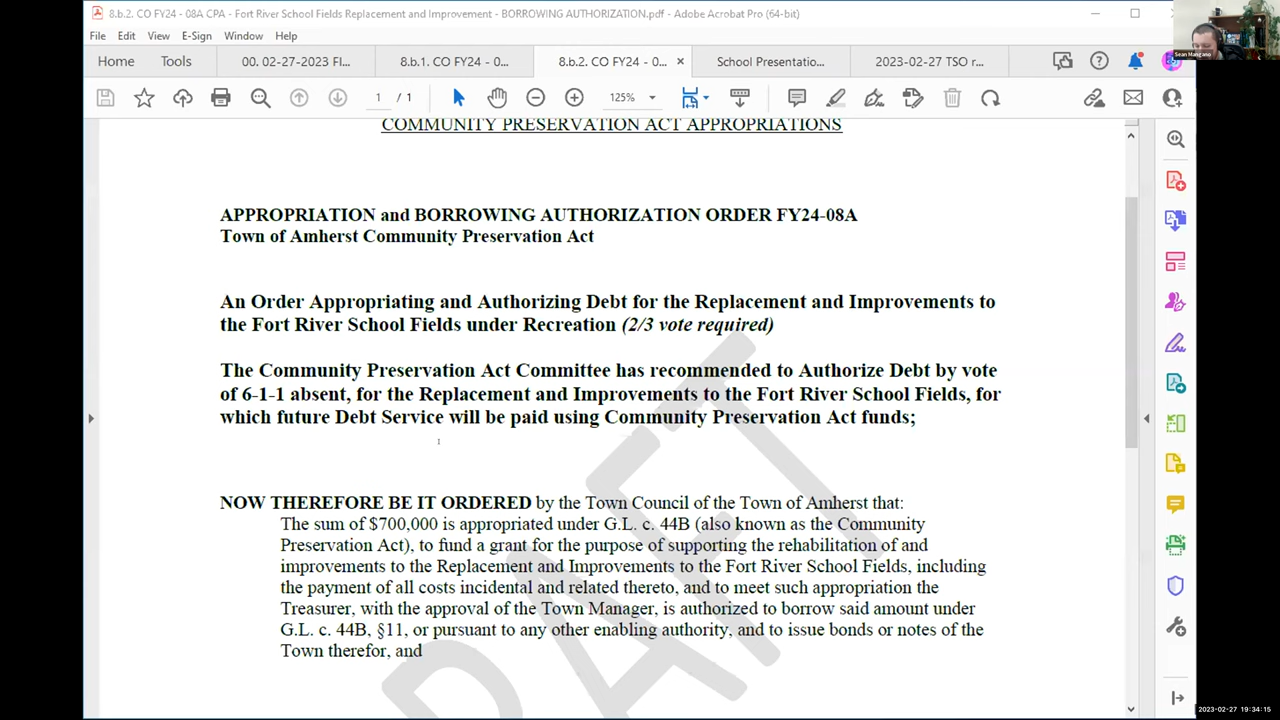 8.b.2. CO FY24 - 08A CPA - Fort River School Fields Replacement and Improvement - BORROWING AUTHORIZATION.pdf - Adobe Acrobat Pro (64-bit)
File Edit View E-Sign Window Help
Home Tools 00. 02-27-2023 FI... 8.b.1. CO FY24 - 0... 8.b.2. CO FY24 - 0... School Presentatio... 2023-02-27 TSO r...
1 / 1 125%
Sean Mangano
COMMUNITY PRESERVATION ACT APPROPRIATIONS
APPROPRIATION and BORROWING AUTHORIZATION ORDER FY24-08A
Town of Amherst Community Preservation Act
An Order Appropriating and Authorizing Debt for the Replacement and Improvements to
the Fort River School Fields under Recreation (2/3 vote required)
The Community Preservation Act Committee has recommended to Authorize Debt by vote
of 6-1-1 absent, for the Replacement and Improvements to the Fort River School Fields, for
which future Debt Service will be paid using Community Preservation Act funds;
NOW THEREFORE BE IT ORDERED by the Town Council of the Town of Amherst that:
The sum of $700,000 is appropriated under G.L. c. 44B (also known as the Community
Preservation Act), to fund a grant for the purpose of supporting the rehabilitation of and
improvements to the Replacement and Improvements to the Fort River School Fields, including
the payment of all costs incidental and related thereto, and to meet such appropriation the
Treasurer, with the approval of the Town Manager, is authorized to borrow said amount under
G.L. c. 44B, §11, or pursuant to any other enabling authority, and to issue bonds or notes of the
Town therefor, and
DRAFT
2023-02-27 19:34:15